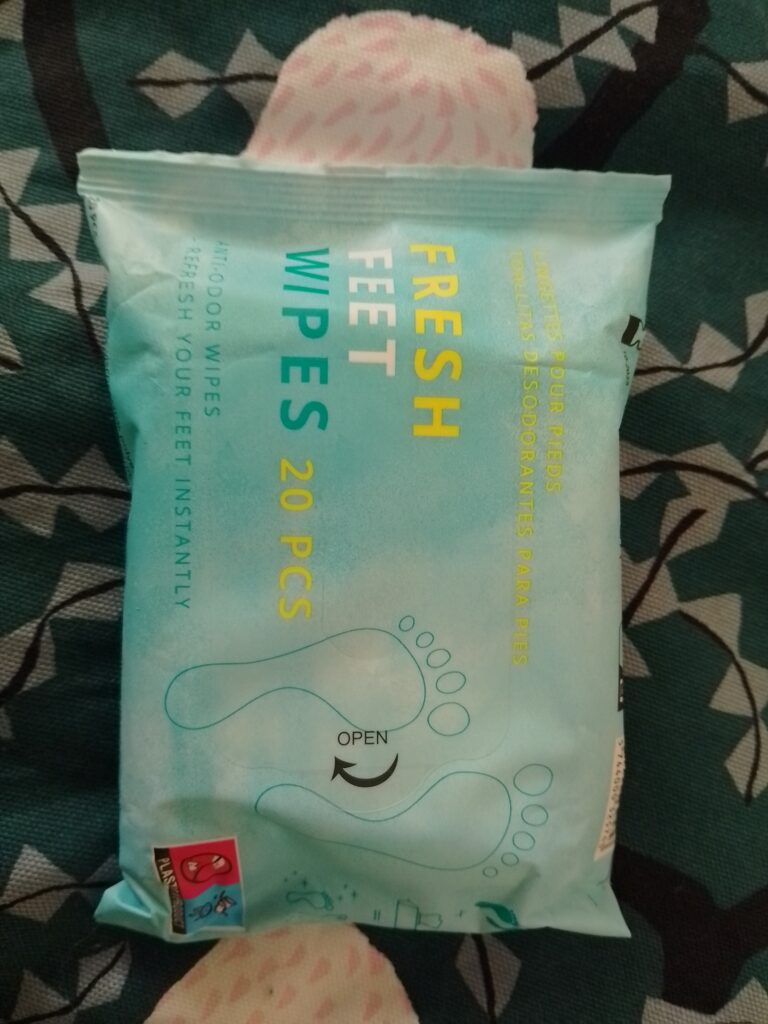 LINGETTES POUR PIEDS
TOALLITAS DESODORANTES PARA PIES
FRESH
FEET
WIPES 20 PCS
ANTI-ODOR WIPES
REFRESH YOUR FEET INSTANTLY
OPEN